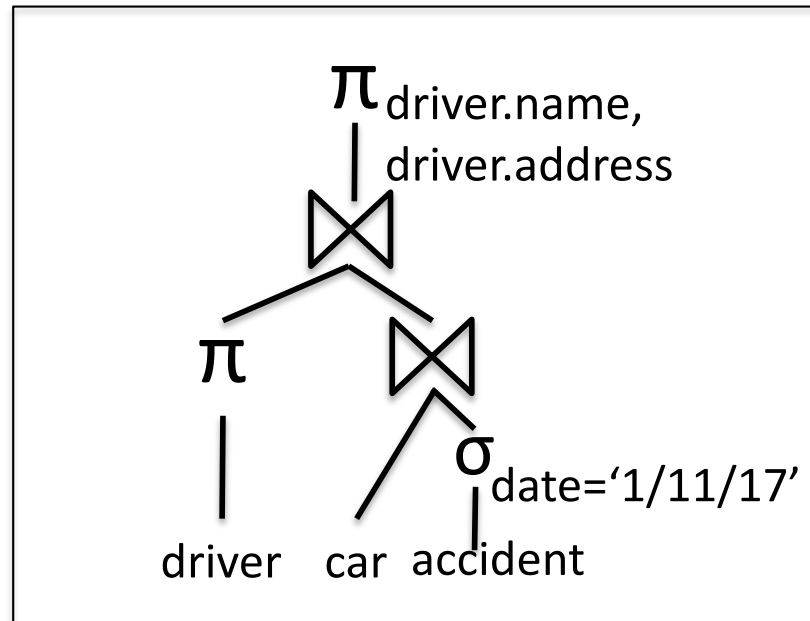 π driver.name,
driver.address
π
σ date=‘1/11/17’
driver car accident